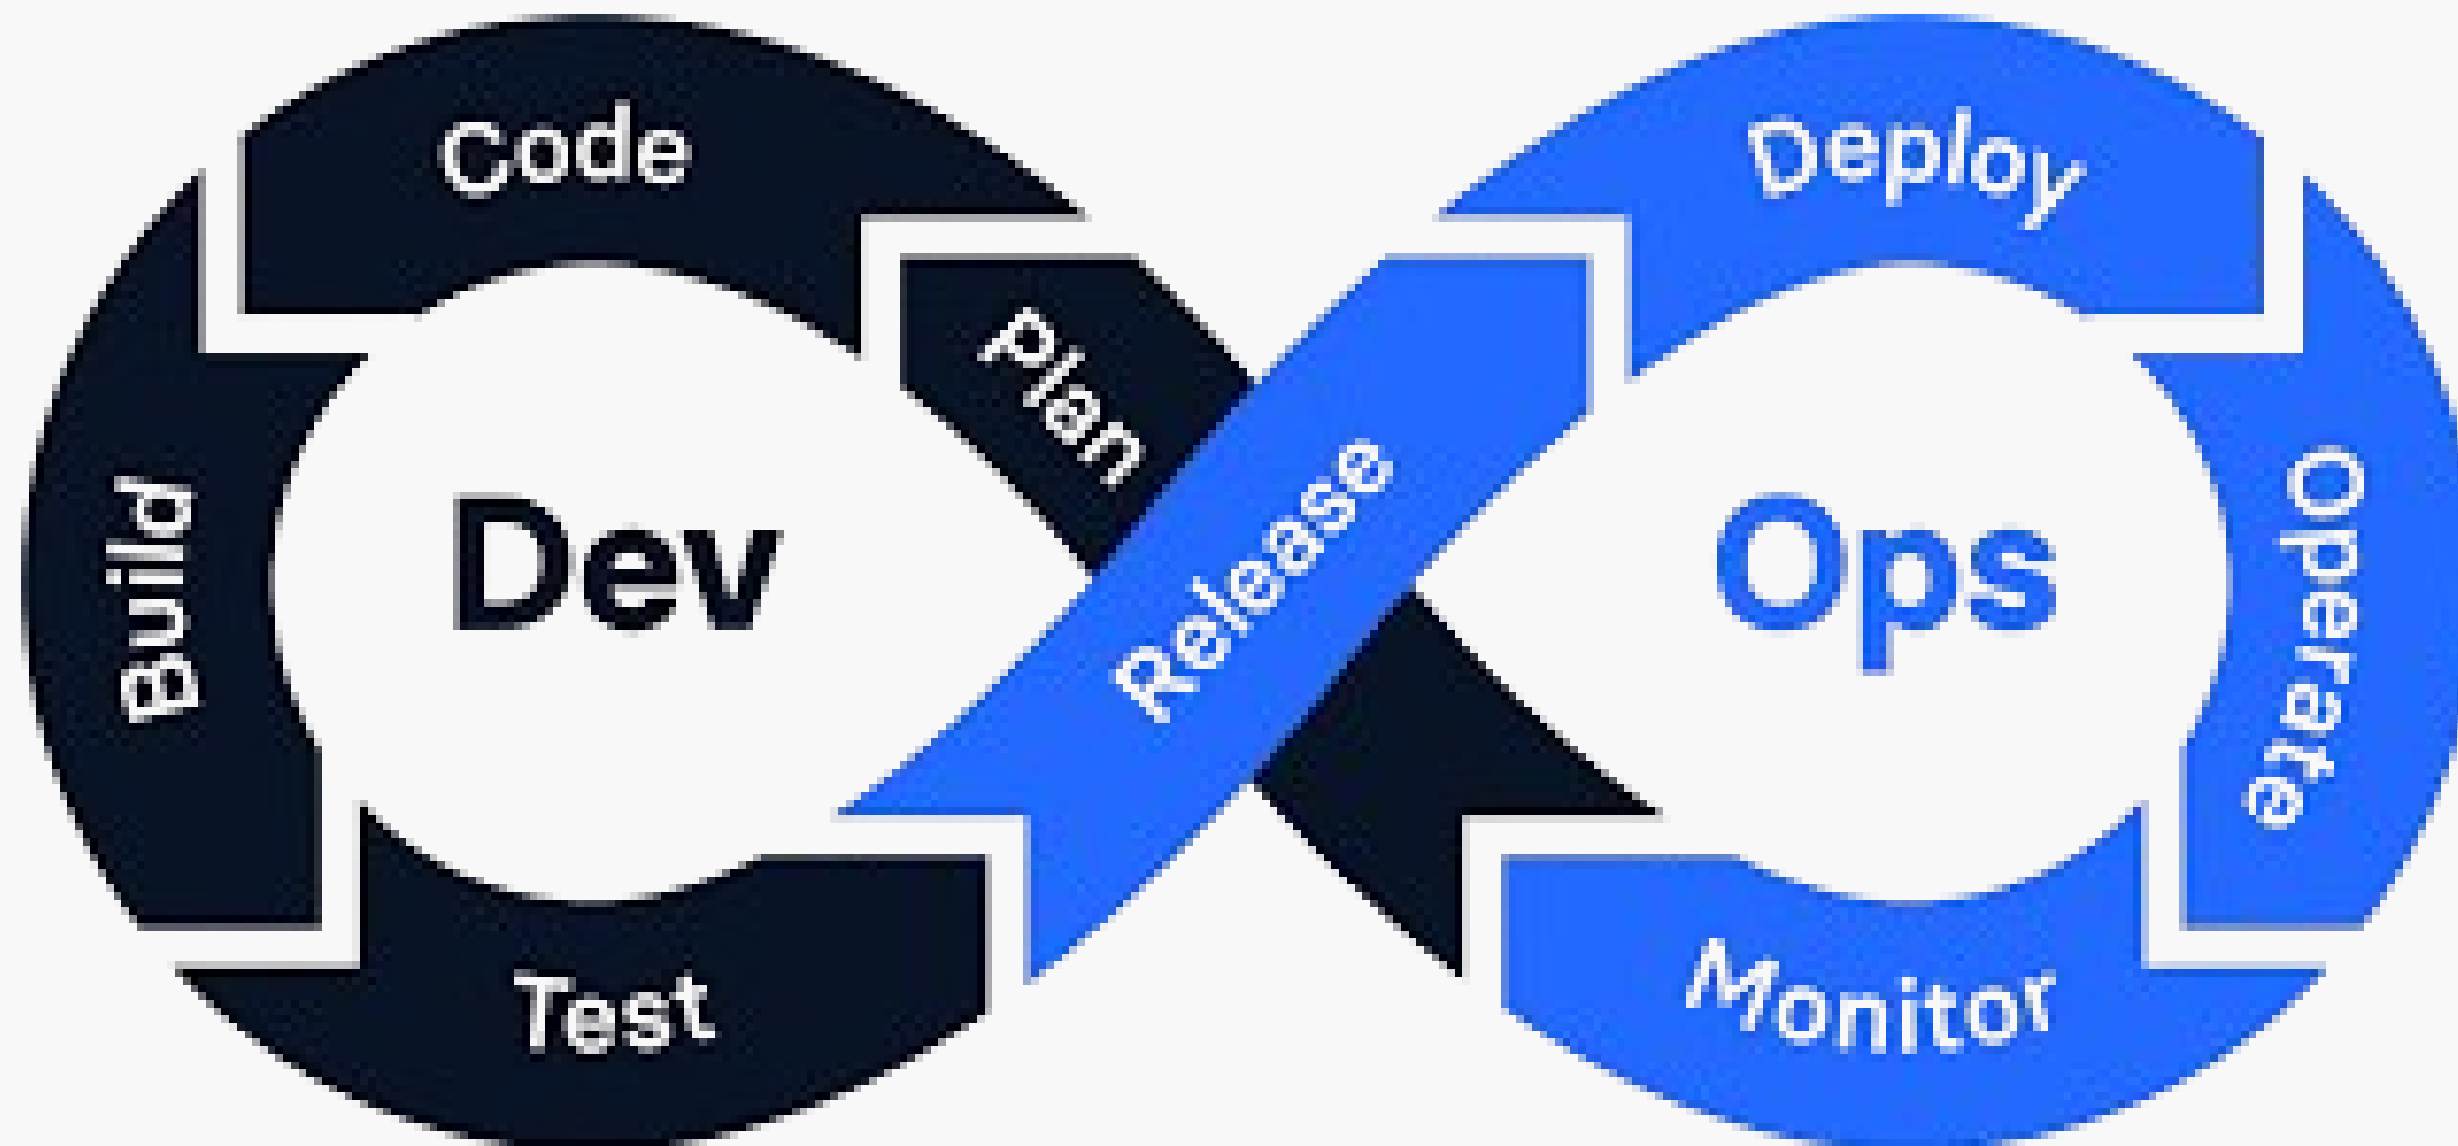 Code
Deploy
Plan
Build
Dev
Release
Ops
Operate
Test
Monitor